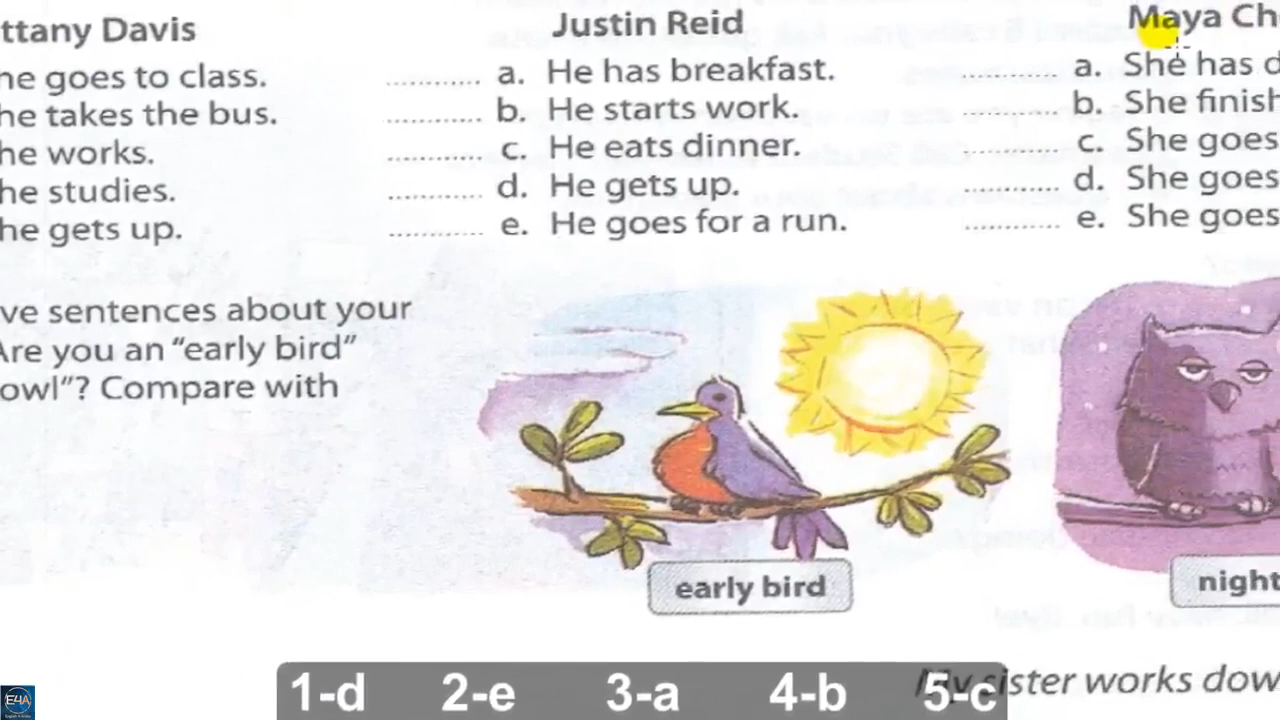 ttany Davis
he goes to class.
he takes the bus.
he works.
he studies.
he gets up.
Justin Reid
a. He has breakfast.
b. He starts work.
c. He eats dinner.
d. He gets up.
e. He goes for a run.
Maya Ch
a. She has d
b. She finish
c. She goes
d. She goes
e. She goes
ve sentences about your
Are you an "early bird"
owl"? Compare with
early bird
night
My sister works dow
1-d 2-e 3-a 4-b 5-c
E4A